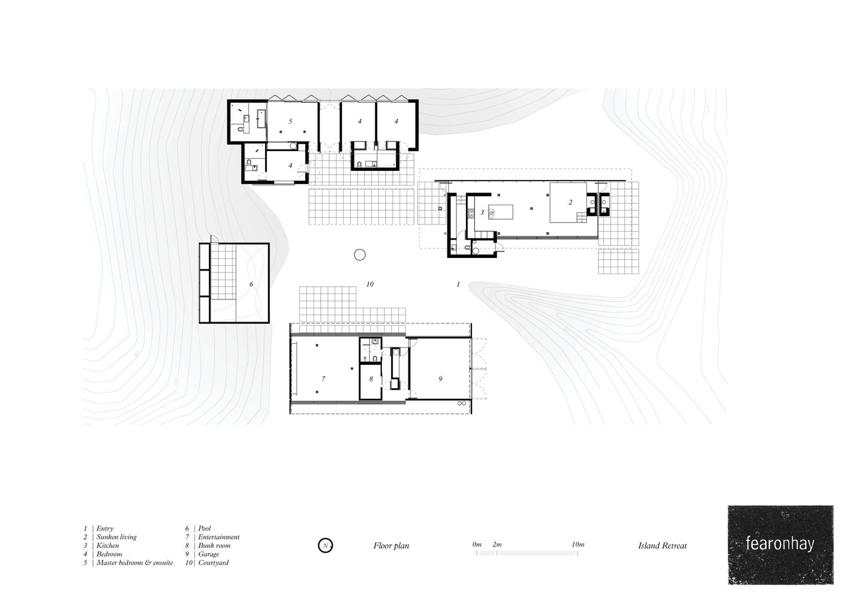 5
4
4
4
2
3
6
10
1
7
8
9
1 | Entry
2 | Sunken living
3 | Kitchen
4 | Bedroom
5 | Master bedroom & ensuite
6 | Pool
7 | Entertainment
8 | Bunk room
9 | Garage
10 | Courtyard
N
Floor plan
0m 2m 10m
Island Retreat
fearonhay